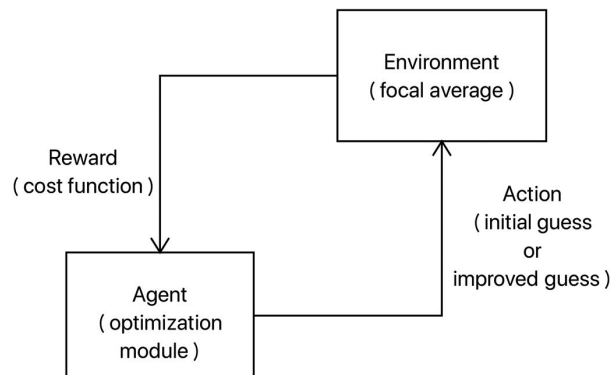 Environment
( focal average )
Reward
( cost function )
Action
( initial guess
or
improved guess )
Agent
( optimization
module )